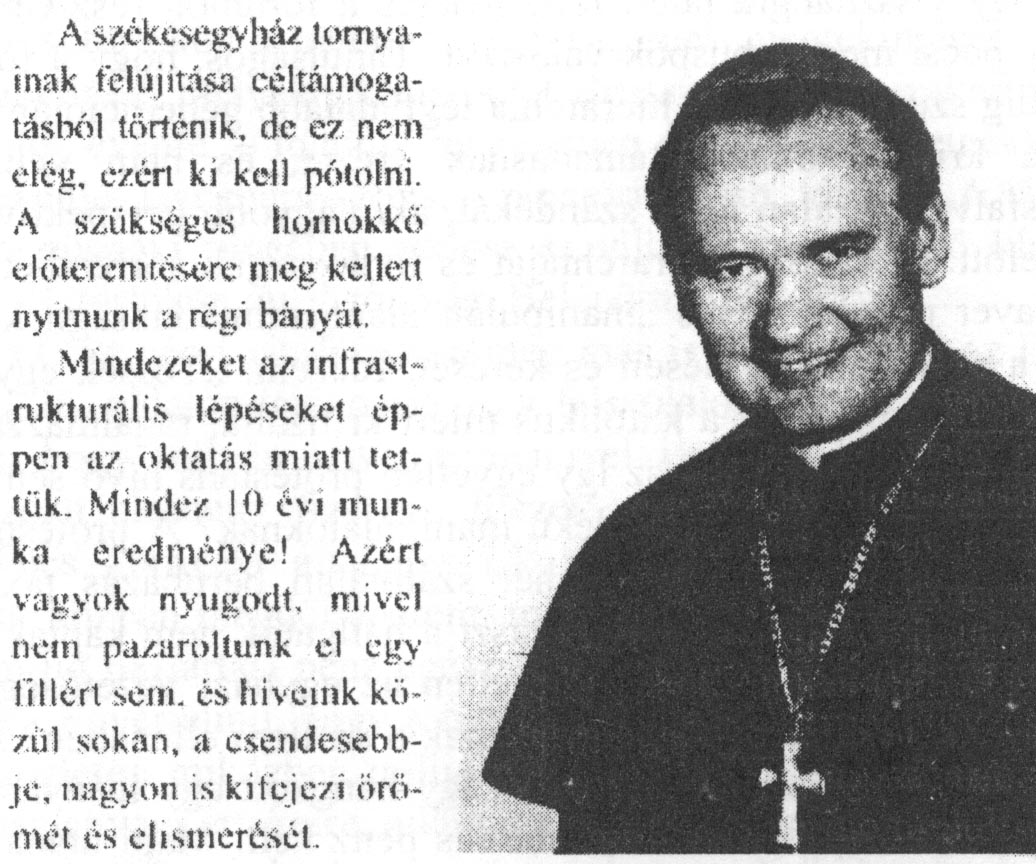 A székesegyház tornya-
inak felújítása céltámoga-
tásból történik, de ez nem
elég, ezért ki kell pótolni.
A szükséges homokkő
előteremtésére meg kellett
nyitnunk a régi bányát.
Mindezeket az infrast-
rukturális lépéseket ép-
pen az oktatás miatt tet-
tük. Mindez 10 évi mun-
ka eredménye! Azért
vagyok nyugodt, mivel
nem pazaroltunk el egy
fillért sem, és híveink kö-
zül sokan, a csendesebb-
je, nagyon is kifejezi örö-
mét és elismerését.